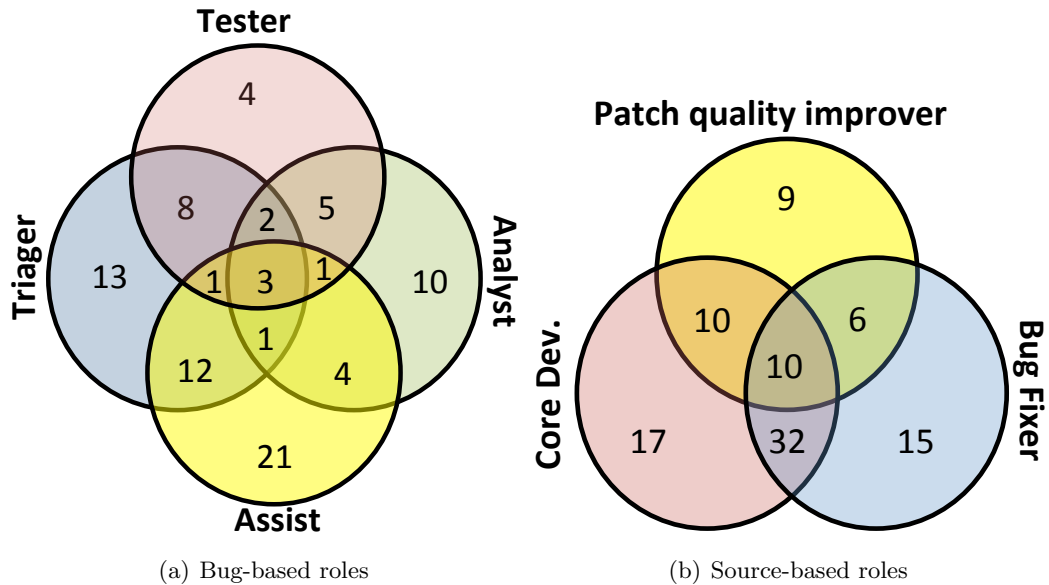 Tester
4
8
2
5
Triager
13
1
3
1
10
Analyst
1
12
4
21
Assist
(a) Bug-based roles
Patch quality improver
9
10
6
10
Core Dev.
17
32
15
Bug Fixer
(b) Source-based roles